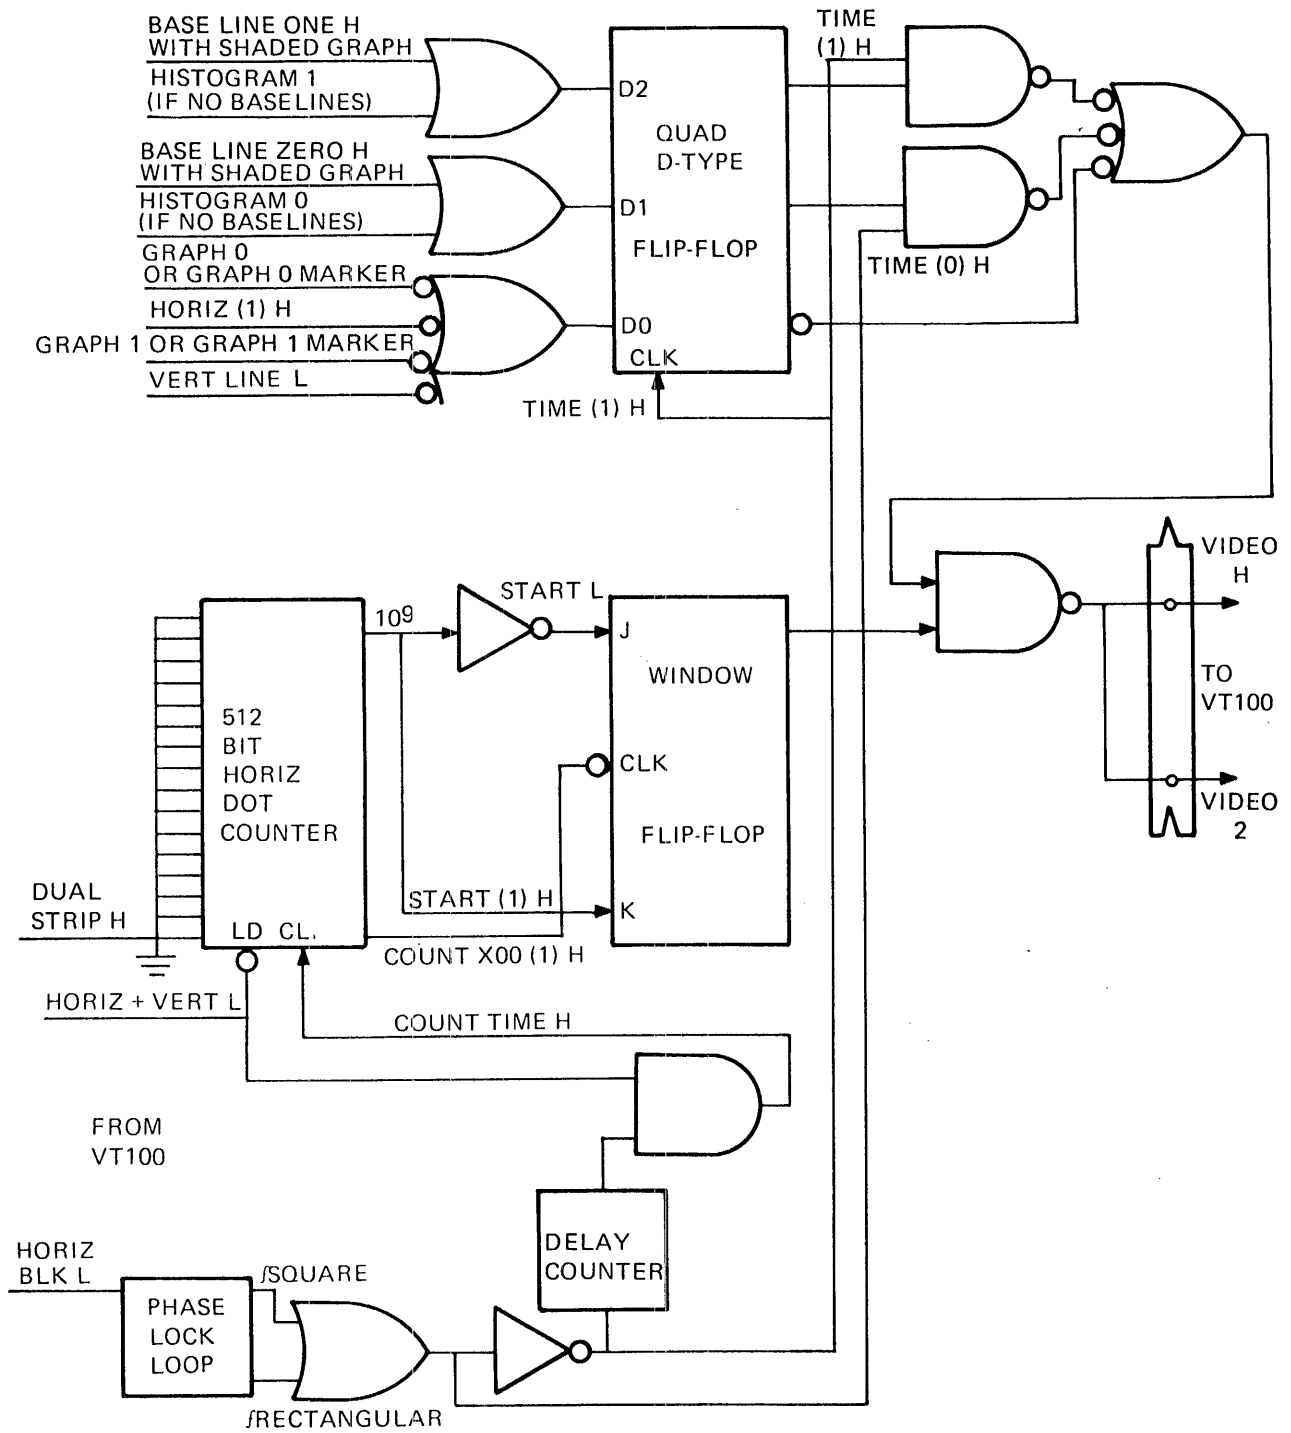 BASE LINE ONE H
WITH SHADED GRAPH
HISTOGRAM 1
(IF NO BASELINES)
BASE LINE ZERO H
WITH SHADED GRAPH
HISTOGRAM 0
(IF NO BASELINES)
GRAPH 0
OR GRAPH 0 MARKER
HORIZ (1) H
GRAPH 1 OR GRAPH 1 MARKER
VERT LINE L
D2
QUAD
D-TYPE
D1
FLIP-FLOP
D0
CLK
TIME (1) H
TIME
(1) H
TIME (0) H
VIDEO
H
TO
VT100
VIDEO
2
10⁹
START L
J
WINDOW
CLK
FLIP-FLOP
K
512
BIT
HORIZ
DOT
COUNTER
LD CL.
START (1) H
COUNT X00 (1) H
DUAL
STRIP H
HORIZ + VERT L
COUNT TIME H
FROM
VT100
DELAY
COUNTER
HORIZ
BLK L
PHASE
LOCK
LOOP
∫SQUARE
∫RECTANGULAR